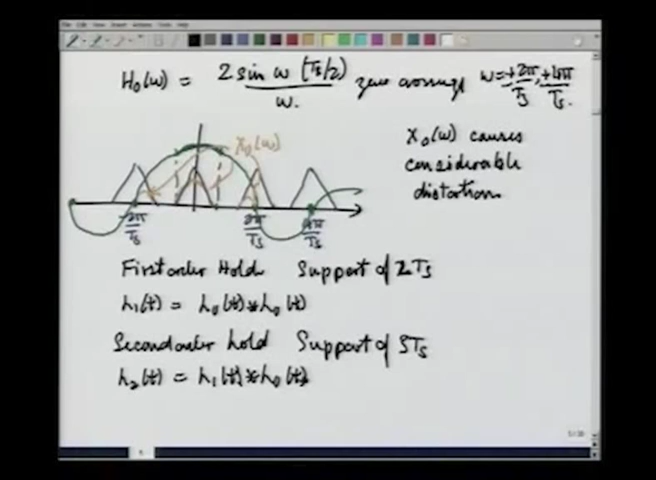 H₀(ω) = 2 sin ω (Ts/2) / ω. zero crossings ω = ±2π/Ts, ±4π/Ts.
X₀(ω)
X₀(ω) causes
considerable
distortion
-2π/Ts 2π/Ts 4π/Ts
First order Hold Support of 2Ts
h₁(t) = h₀(t)*h₀(t)
Second order hold Support of 3Ts
h₂(t) = h₁(t)*h₀(t)